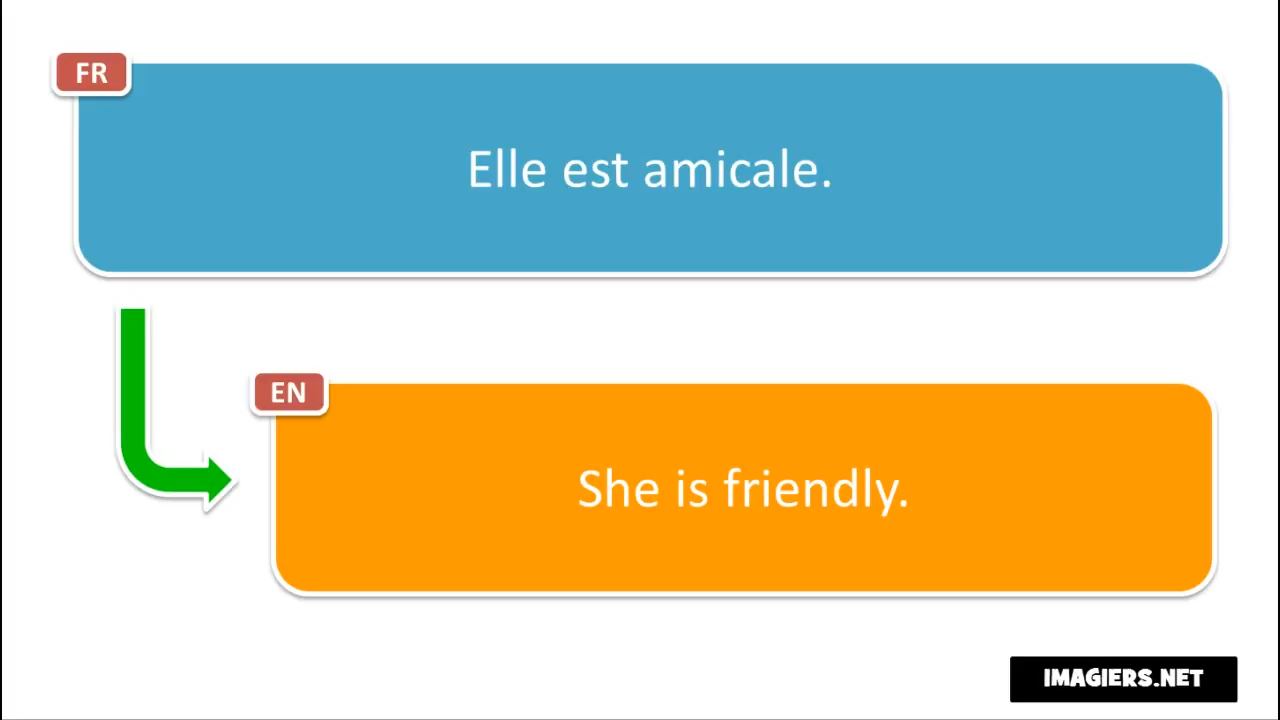 FR
Elle est amicale.
EN
She is friendly.
IMAGIERS.NET